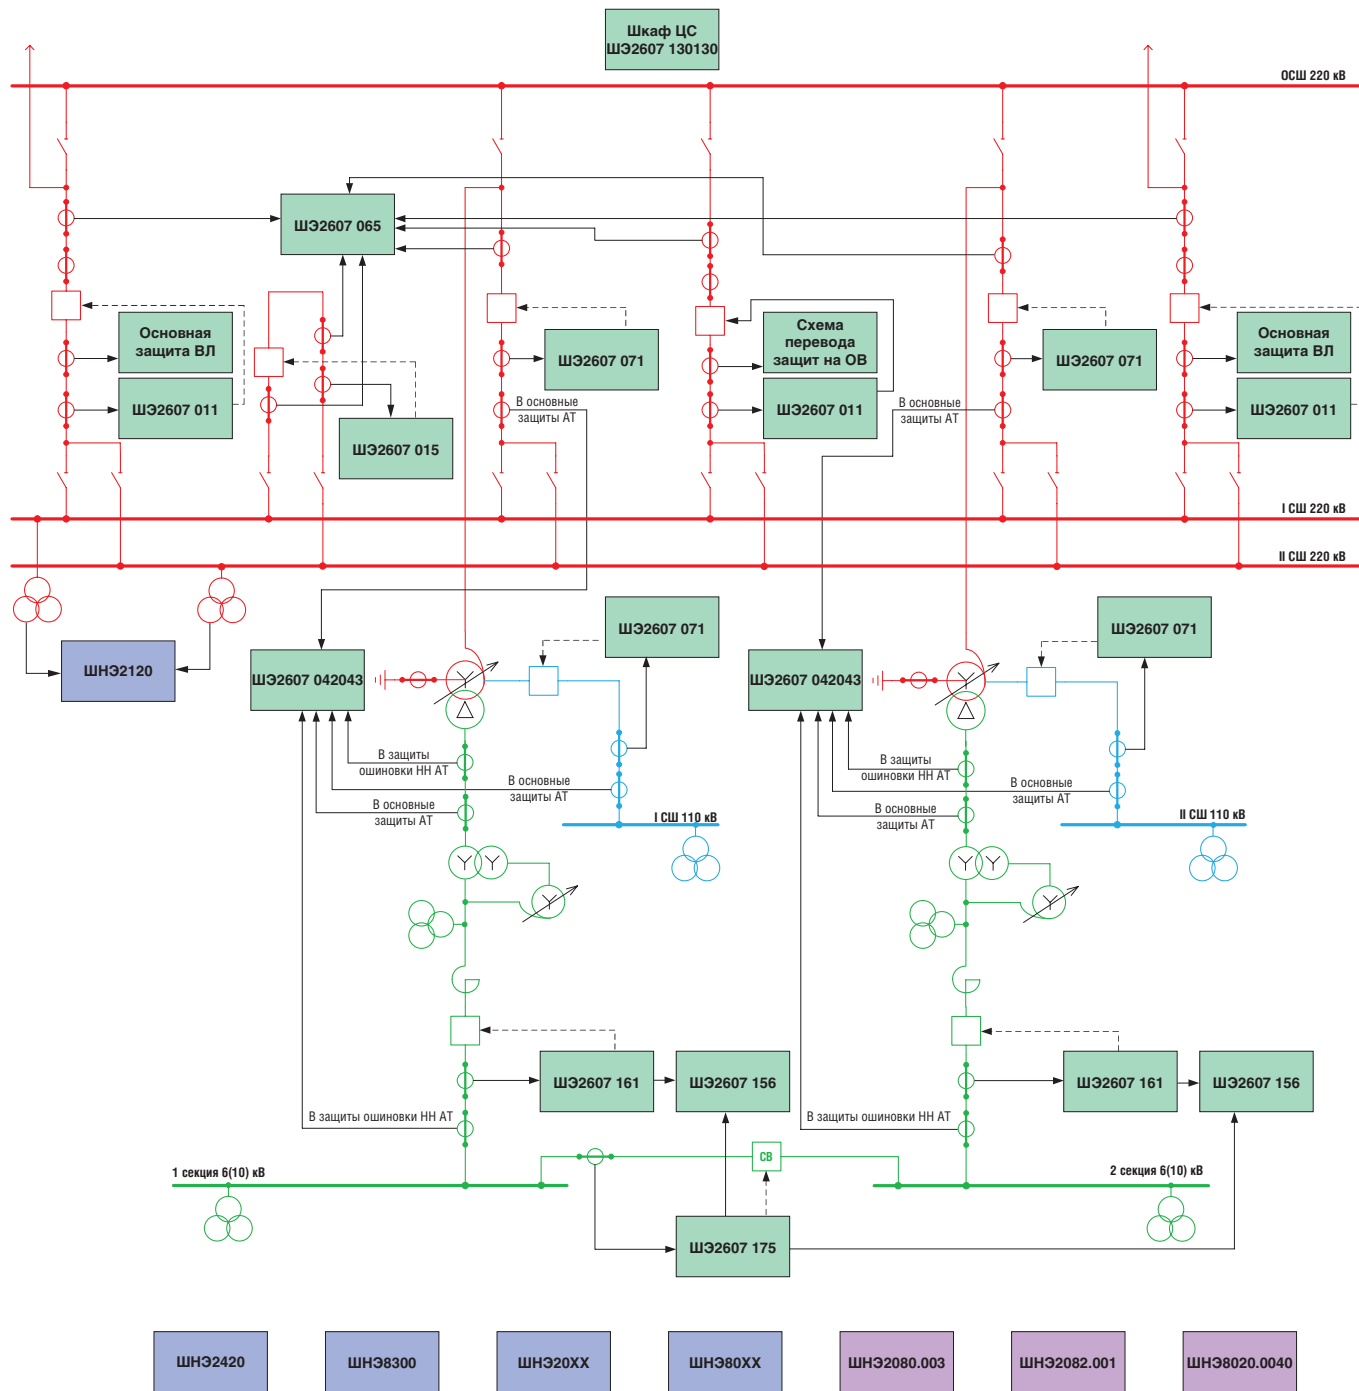 Шкаф ЦС
ШЭ2607 130130
ОСШ 220 кВ
ШЭ2607 065
Основная
защита ВЛ
ШЭ2607 011
ШЭ2607 015
ШЭ2607 071
В основные
защиты АТ
Схема
перевода
защит на ОВ
ШЭ2607 011
В основные
защиты АТ
ШЭ2607 071
Основная
защита ВЛ
ШЭ2607 011
I СШ 220 кВ
II СШ 220 кВ
ШНЭ2120
ШЭ2607 042043
ШЭ2607 071
ШЭ2607 042043
ШЭ2607 071
В защиты
ошиновки НН АТ
В основные
защиты АТ
В основные
защиты АТ
I СШ 110 кВ
В защиты
ошиновки НН АТ
В основные
защиты АТ
В основные
защиты АТ
II СШ 110 кВ
ШЭ2607 161
ШЭ2607 156
ШЭ2607 161
ШЭ2607 156
В защиты ошиновки НН АТ
В защиты ошиновки НН АТ
1 секция 6(10) кВ
СВ
2 секция 6(10) кВ
ШЭ2607 175
ШНЭ2420
ШНЭ8300
ШНЭ20ХХ
ШНЭ80ХХ
ШНЭ2080.003
ШНЭ2082.001
ШНЭ8020.0040